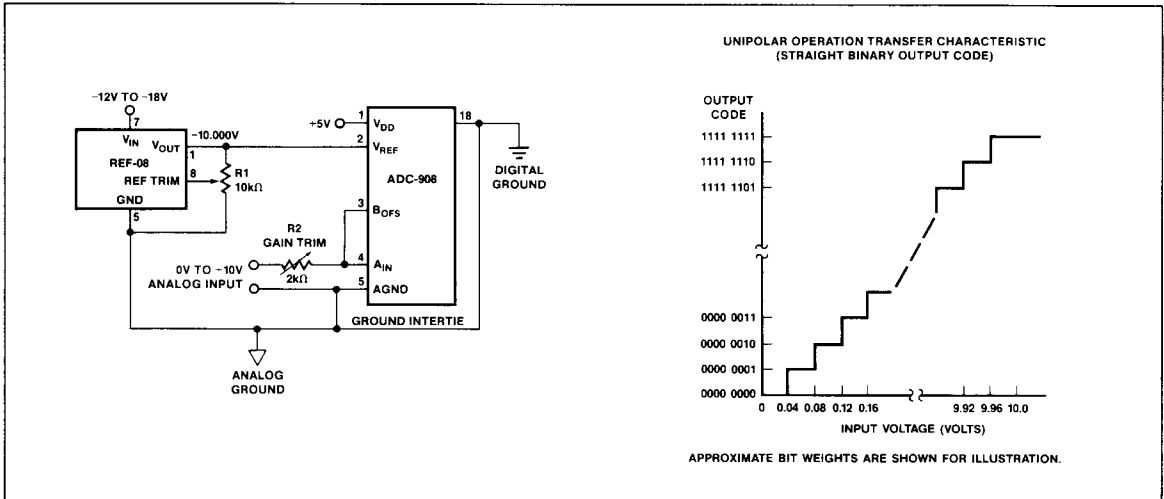 -12V TO -18V
7
VIN VOUT
-10.000V
1
REF-08
REF TRIM
8
R1
10kΩ
GND
5
+5V
1
VDD
18
2
VREF
ADC-908
DIGITAL
GROUND
3
BOFS
R2
GAIN TRIM
0V TO +10V
ANALOG INPUT
2kΩ
4
AIN
5
AGND
GROUND INTERTIE
ANALOG
GROUND
UNIPOLAR OPERATION TRANSFER CHARACTERISTIC
(STRAIGHT BINARY OUTPUT CODE)
OUTPUT
CODE
1111 1111
1111 1110
1111 1101
0000 0011
0000 0010
0000 0001
0000 0000
0 0.04 0.08 0.12 0.16 9.92 9.96 10.0
INPUT VOLTAGE (VOLTS)
APPROXIMATE BIT WEIGHTS ARE SHOWN FOR ILLUSTRATION.